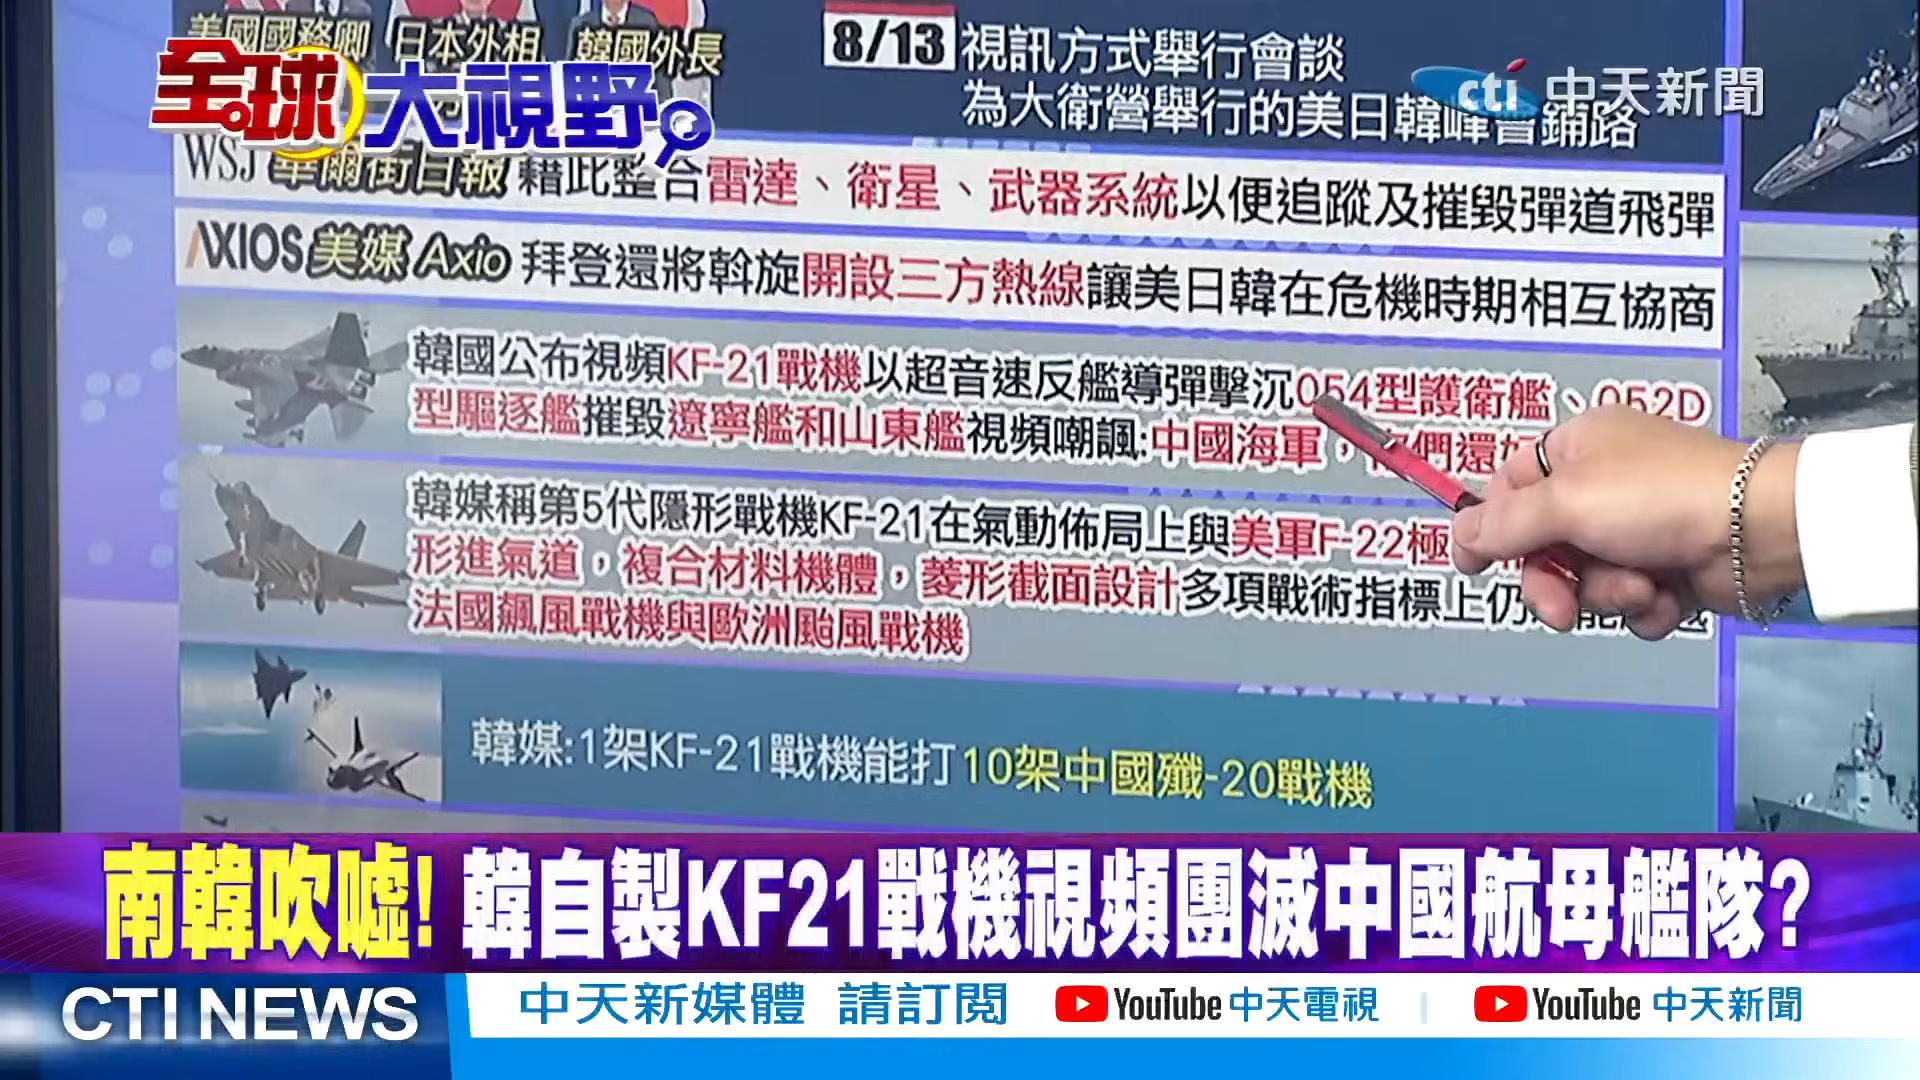 美國國務卿 日本外相 韓國外長
8/13 視訊方式舉行會談
為大衛營舉行的美日韓峰會鋪路
全球大視野
cti 中天新聞
WSJ 華爾街日報 藉此整合雷達、衛星、武器系統以便追蹤及摧毀彈道飛彈
AXIOS 美媒 Axio 拜登還將斡旋開設三方熱線讓美日韓在危機時期相互協商
韓國公布視頻KF-21戰機以超音速反艦導彈擊沉054型護衛艦、052D
型驅逐艦摧毀遼寧艦和山東艦視頻嘲諷:中國海軍,你們還好
韓媒稱第5代隱形戰機KF-21在氣動佈局上與美軍F-22極
形進氣道,複合材料機體,菱形截面設計多項戰術指標上仍
法國飆風戰機與歐洲颱風戰機
韓媒:1架KF-21戰機能打10架中國殲-20戰機
南韓吹噓! 韓自製KF21戰機視頻團滅中國航母艦隊?
CTI NEWS 中天新媒體 請訂閱 YouTube 中天電視 YouTube 中天新聞